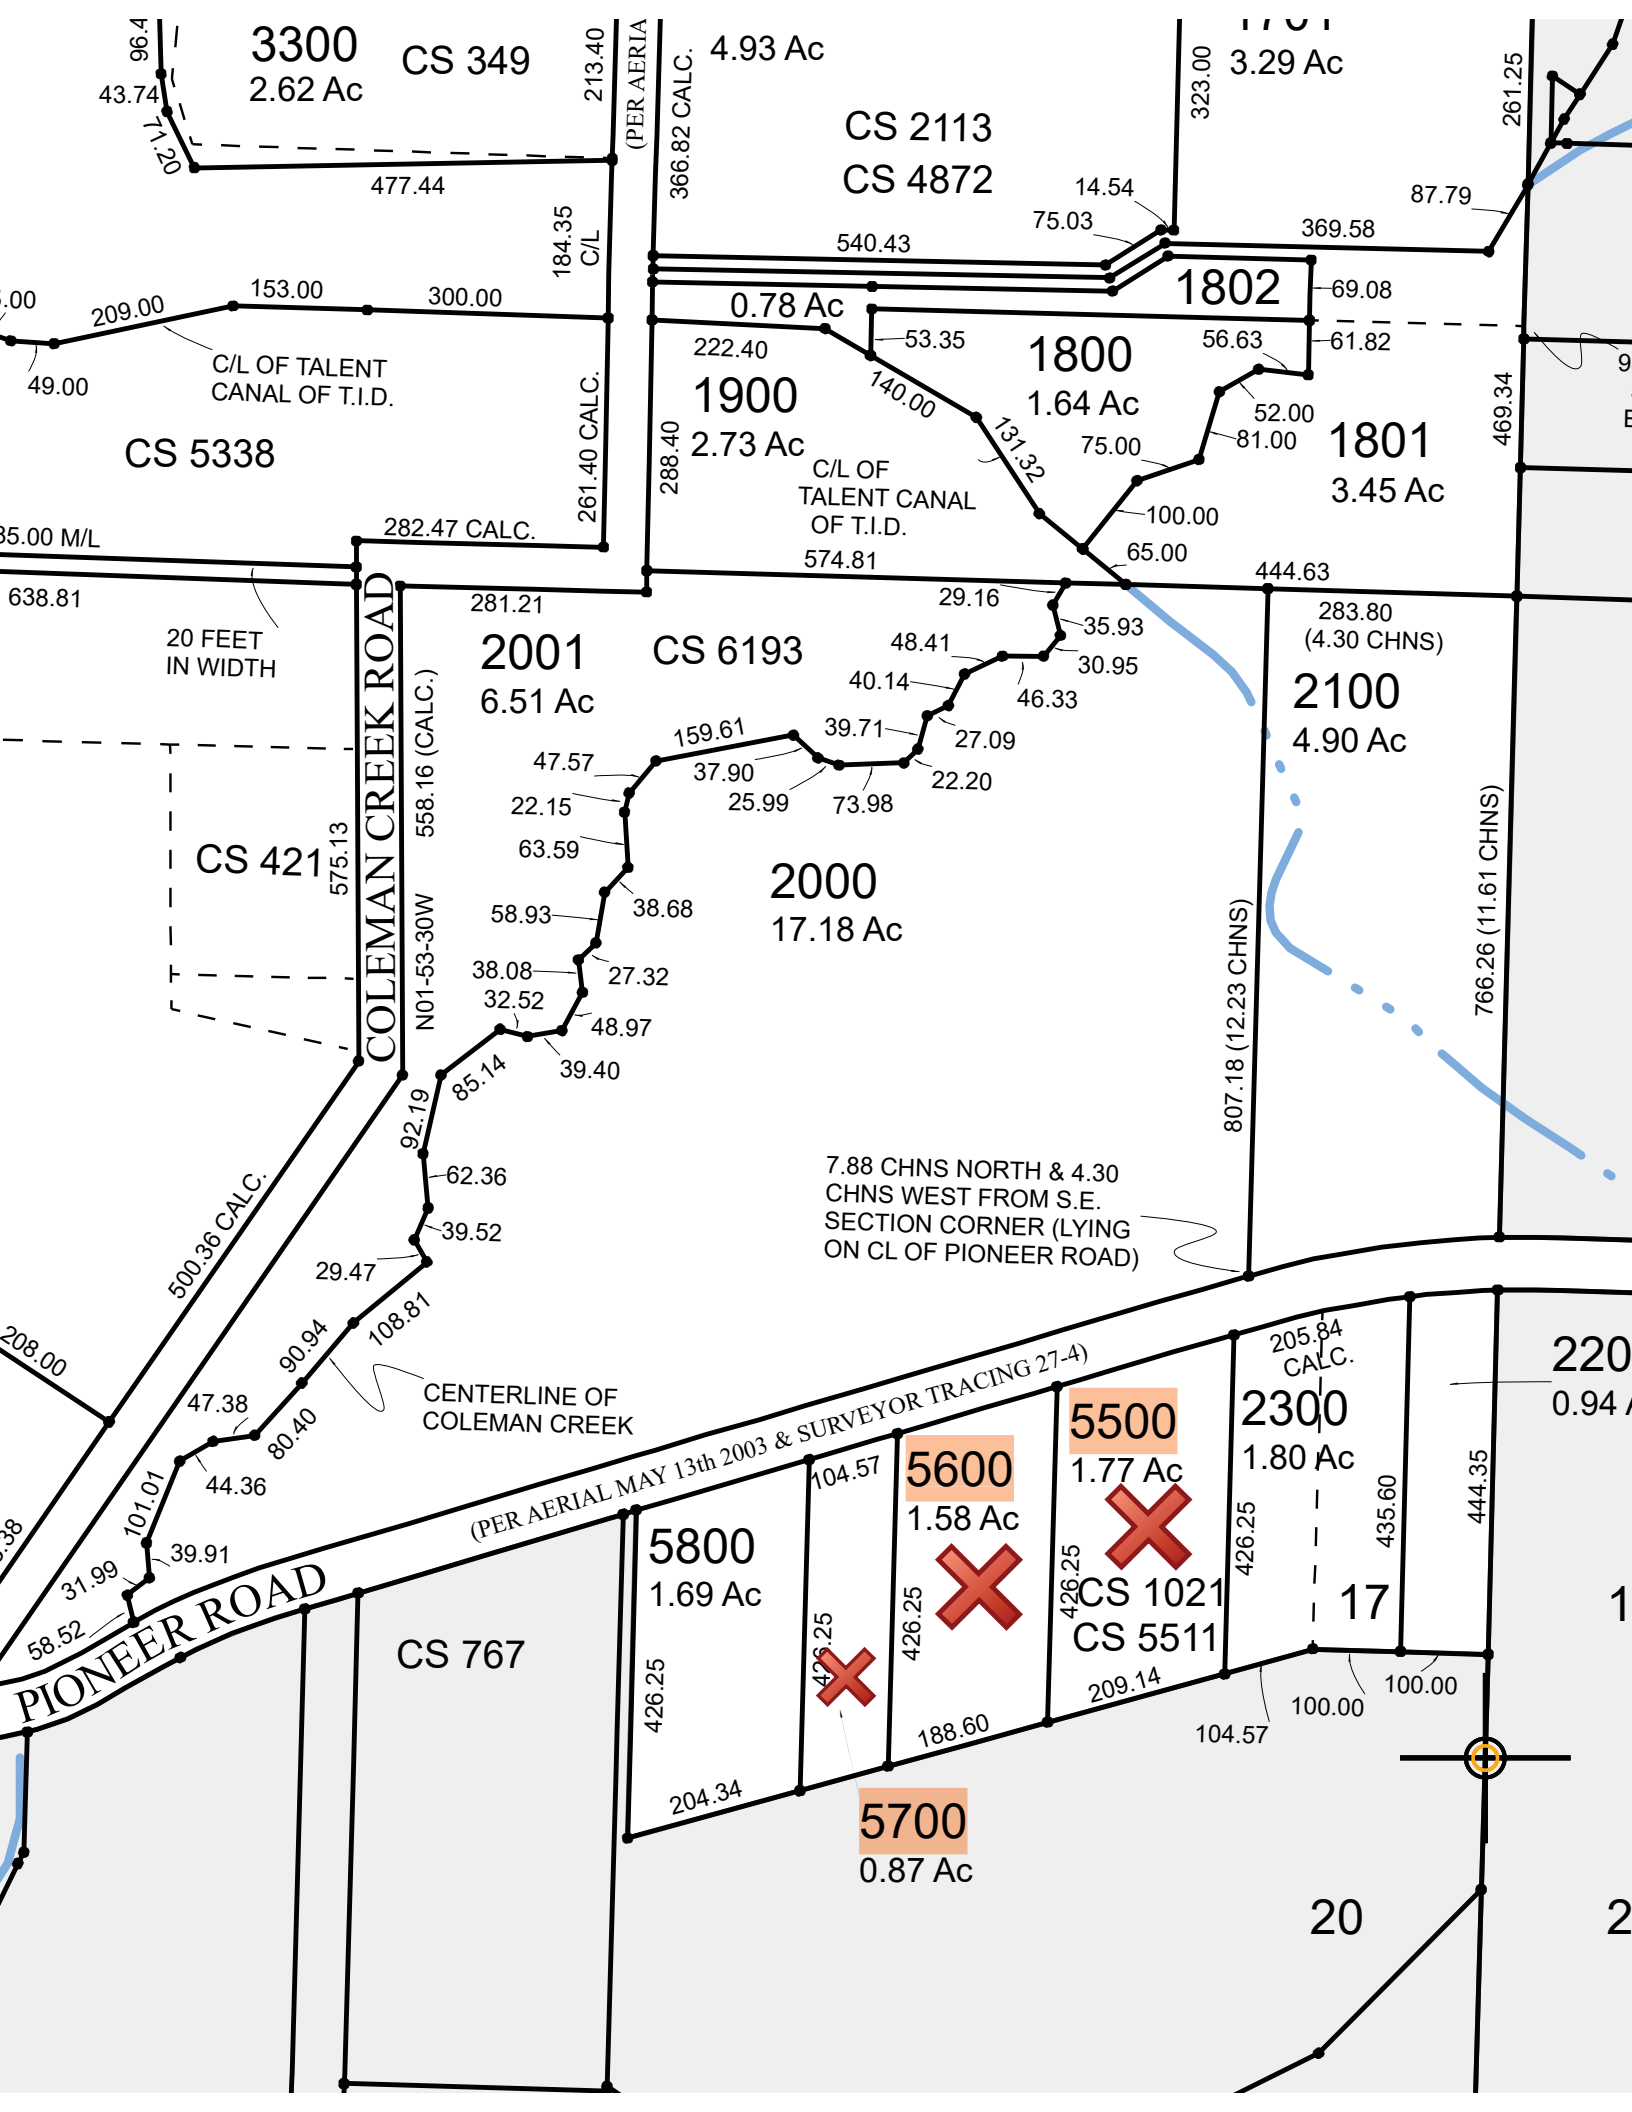 96.4
3300
2.62 Ac
CS 349
213.40
(PER AERIA
366.82 CALC.
4.93 Ac
3.29 Ac
323.00
261.25
43.74
71.20
477.44
CS 2113
CS 4872
14.54
75.03
87.79
369.58
184.35
C/L
540.43
1802
69.08
0.78 Ac
209.00
153.00
300.00
49.00
C/L OF TALENT
CANAL OF T.I.D.
222.40
53.35
1800
1.64 Ac
56.63
61.82
1900
2.73 Ac
140.00
52.00
81.00
1801
3.45 Ac
469.34
CS 5338
261.40 CALC.
288.40
131.32
75.00
C/L OF
TALENT CANAL
OF T.I.D.
100.00
65.00
35.00 M/L
282.47 CALC.
574.81
444.63
638.81
281.21
29.16
283.80
(4.30 CHNS)
20 FEET
IN WIDTH
COLEMAN CREEK ROAD
2001
6.51 Ac
CS 6193
35.93
48.41
30.95
40.14
46.33
2100
4.90 Ac
558.16 (CALC.)
159.61
39.71
27.09
47.57
37.90
22.20
22.15
25.99
73.98
CS 421
575.13
63.59
2000
17.18 Ac
38.68
58.93
N01-53-30W
38.08
27.32
32.52
48.97
39.40
85.14
807.18 (12.23 CHNS)
766.26 (11.61 CHNS)
92.19
62.36
39.52
29.47
7.88 CHNS NORTH & 4.30
CHNS WEST FROM S.E.
SECTION CORNER (LYING
ON CL OF PIONEER ROAD)
500.36 CALC.
208.00
108.81
90.94
CENTERLINE OF
COLEMAN CREEK
47.38
80.40
44.36
101.01
39.91
31.99
58.52
PIONEER ROAD
(PER AERIAL MAY 13th 2003 & SURVEYOR TRACING 27-4)
205.84
CALC.
220
0.94 A
5500
1.77 Ac
2300
1.80 Ac
104.57
5600
1.58 Ac
5800
1.69 Ac
426.25
426.25
426.25
426.25
426.25
435.60
444.35
CS 1021
CS 5511
17
CS 767
204.34
188.60
209.14
104.57
100.00
100.00
5700
0.87 Ac
20